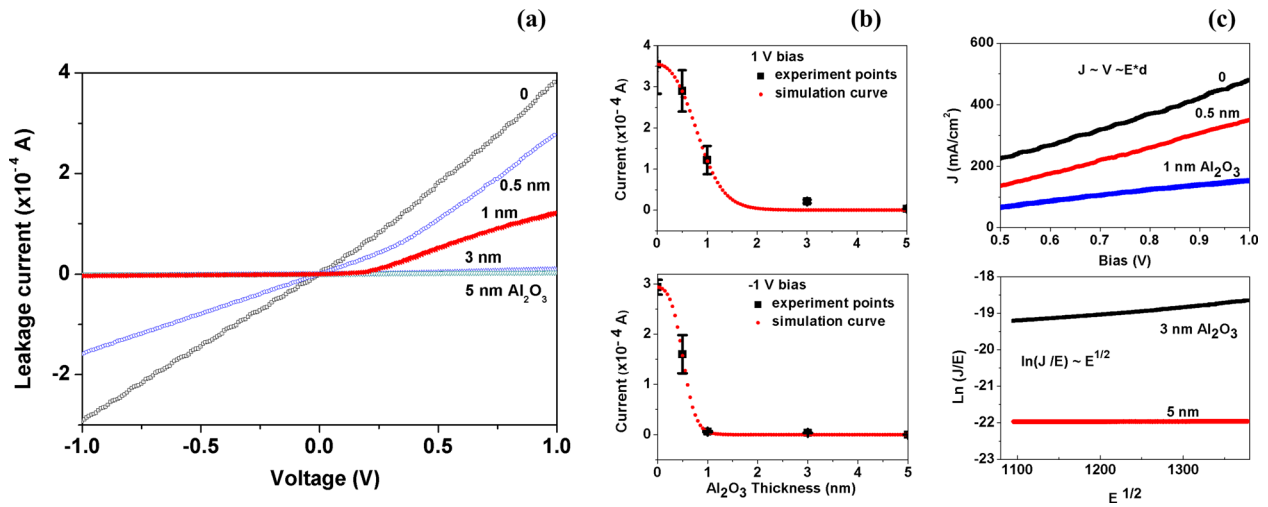 (a)
Leakage current (x10⁻⁴ A)
4
2
0
-2
0
0.5 nm
1 nm
3 nm
5 nm Al₂O₃
-1.0 -0.5 0.0 0.5 1.0
Voltage (V)
(b)
1 V bias
experiment points
simulation curve
Current (x10⁻⁴ A)
4
3
2
1
0
0 1 2 3 4 5
-1 V bias
experiment points
simulation curve
Current (x10⁻⁴ A)
4
3
2
1
0
0 1 2 3 4 5
Al₂O₃ Thickness (nm)
(c)
J ~ V ~E*d
0
0.5 nm
1 nm Al₂O₃
J (mA/cm²)
600
400
200
0
0.5 0.6 0.7 0.8 0.9 1.0
Bias (V)
3 nm Al₂O₃
ln(J /E) ~ E¹ᐟ²
5 nm
Ln (J/E)
-18
-19
-20
-21
-22
-23
1100 1200 1300
E ¹ᐟ²